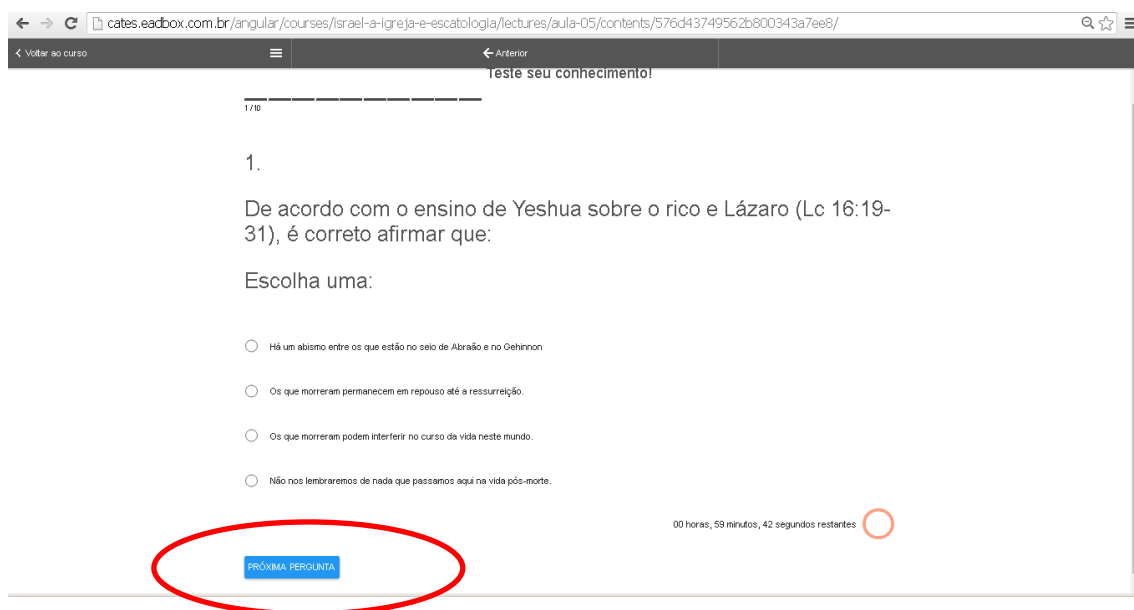 cates.eadbox.com.br/angular/courses/israel-a-igreja-e-escatologia/lectures/aula-05/contents/576d43749562b800343a7ee8/
Voltar ao curso
Anterior
Teste seu conhecimento!
1 / 10
1.
De acordo com o ensino de Yeshua sobre o rico e Lázaro (Lc 16:19-
31), é correto afirmar que:
Escolha uma:
Há um abismo entre os que estão no seio de Abraão e no Gehinnon
Os que morreram permanecem em repouso até a ressurreição.
Os que morreram podem interferir no curso da vida neste mundo.
Não nos lembraremos de nada que passamos aqui na vida pós-morte.
00 horas, 59 minutos, 42 segundos restantes
PRÓXIMA PERGUNTA